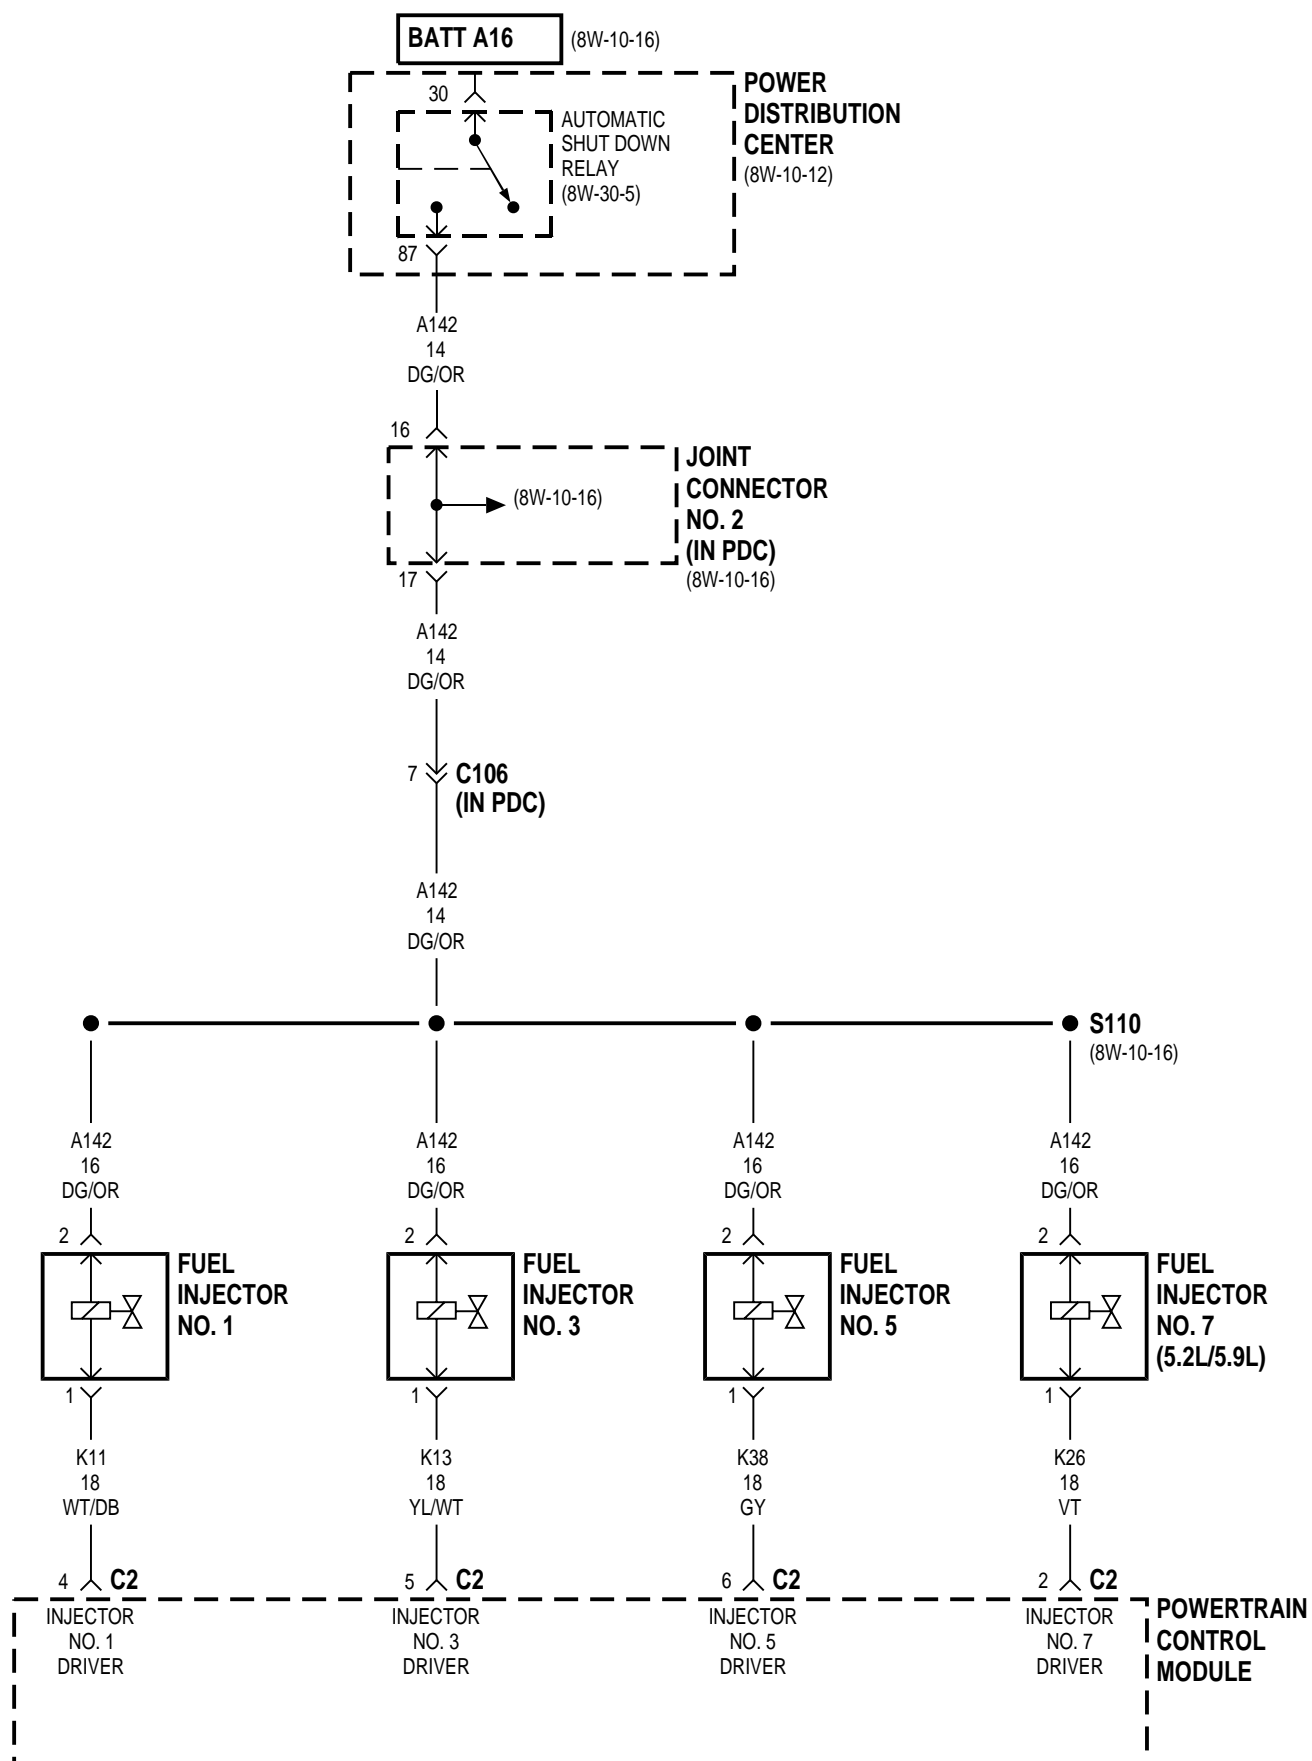 BATT A16 (8W-10-16)
30
POWER
DISTRIBUTION
CENTER
(8W-10-12)
AUTOMATIC
SHUT DOWN
RELAY
(8W-30-5)
87
A142
14
DG/OR
16
JOINT
CONNECTOR
NO. 2
(IN PDC)
(8W-10-16)
(8W-10-16)
17
A142
14
DG/OR
7 C106
(IN PDC)
A142
14
DG/OR
S110
(8W-10-16)
A142 A142 A142 A142
16 16 16 16
DG/OR DG/OR DG/OR DG/OR
2 2 2 2
FUEL FUEL FUEL FUEL
INJECTOR INJECTOR INJECTOR INJECTOR
NO. 1 NO. 3 NO. 5 NO. 7
(5.2L/5.9L)
1 1 1 1
K11 K13 K38 K26
18 18 18 18
WT/DB YL/WT GY VT
4 C2 5 C2 6 C2 2 C2
INJECTOR INJECTOR INJECTOR INJECTOR
NO. 1 NO. 3 NO. 5 NO. 7
DRIVER DRIVER DRIVER DRIVER
POWERTRAIN
CONTROL
MODULE